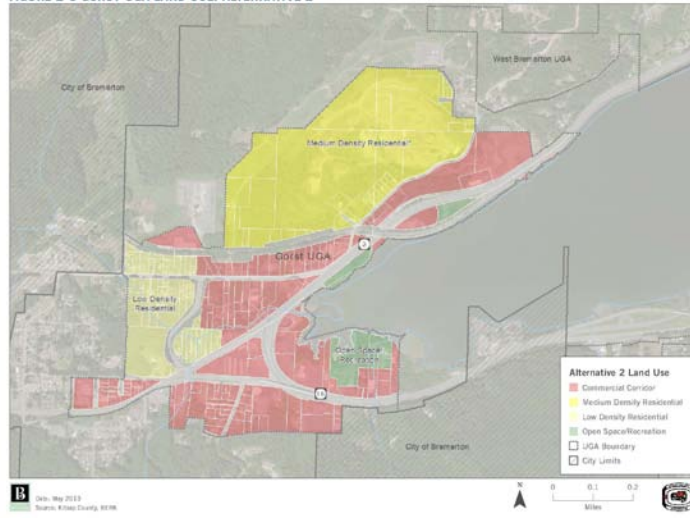 West Bremerton UGA
City of Bremerton
Medium Density Residential*
Gorst UGA
Low Density
Residential
Open Space/
Recreation
City of Bremerton
Alternative 2 Land Use
Commercial Corridor
Medium Density Residential
Low Density Residential
Open Space/Recreation
UGA Boundary
City Limits
B
Date: May 2013
Source: Kitsap County, BERK
N
0 0.1 0.2
Miles